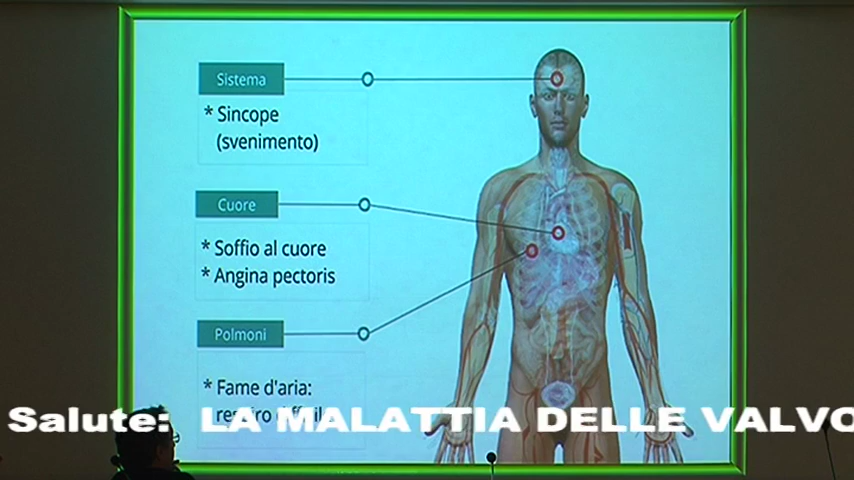 Sistema
* Sincope
(svenimento)
Cuore
* Soffio al cuore
* Angina pectoris
Polmoni
* Fame d'aria:
Salute: LA MALATTIA DELLE VALVO